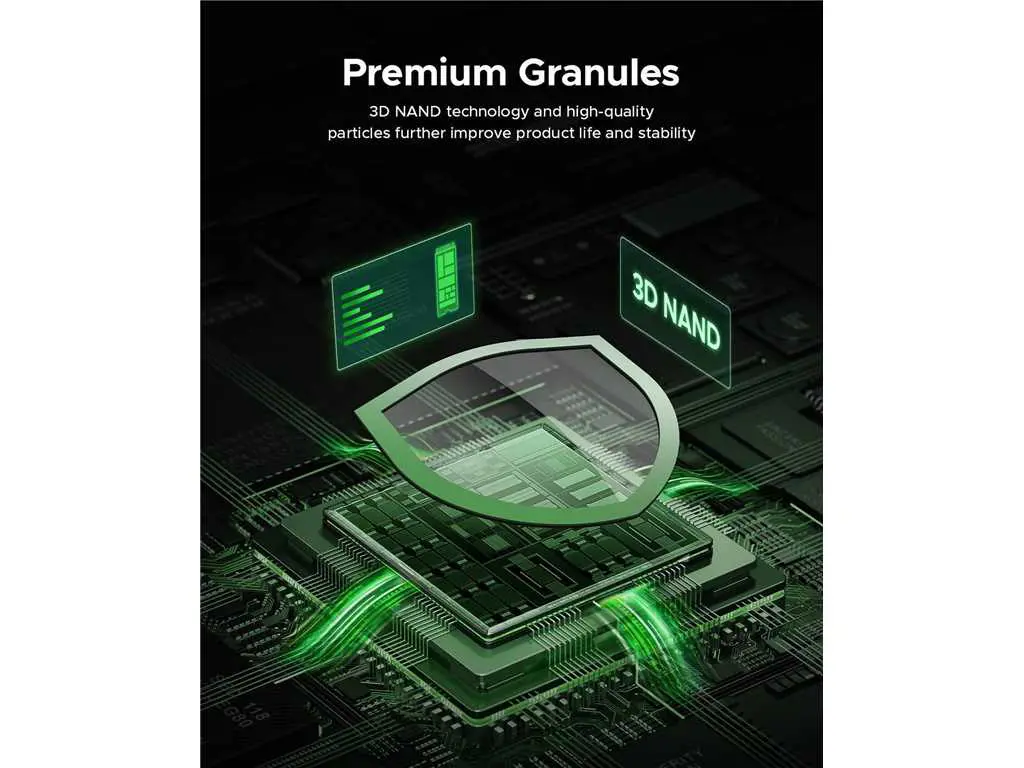 Premium Granules
3D NAND technology and high-quality
particles further improve product life and stability
3D NAND